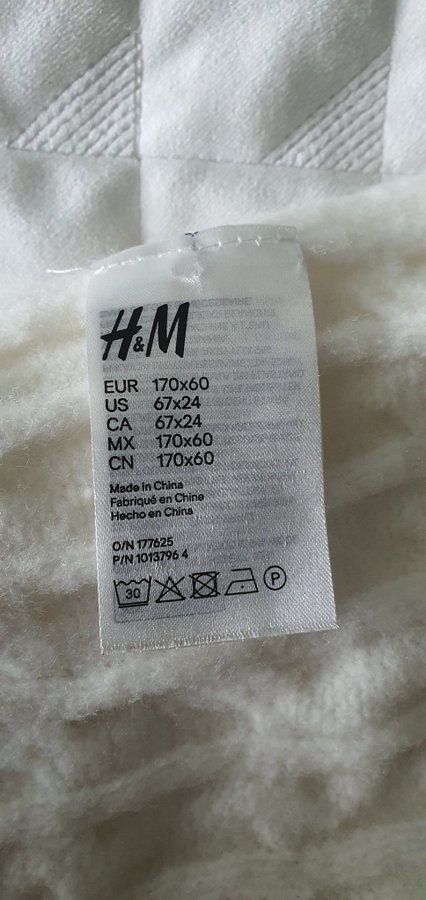 H&M
EUR 170x60
US 67x24
CA 67x24
MX 170x60
CN 170x60
Made in China
Fabriqué en Chine
Hecho en China
O/N 177625
P/N 1013796 4
30 P